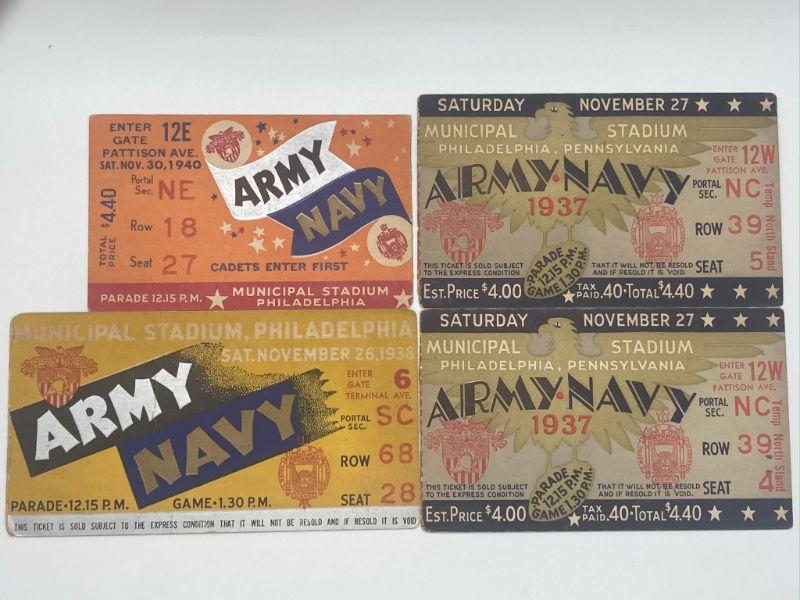 ENTER
GATE 12E
PATTISON AVE.
SAT. NOV. 30, 1940
Portal
Sec. NE
Row 18
Seat 27
TOTAL PRICE $4.40
ARMY
NAVY
CADETS ENTER FIRST
PARADE 12.15 P.M.
MUNICIPAL STADIUM
PHILADELPHIA
SATURDAY NOVEMBER 27
MUNICIPAL STADIUM
PHILADELPHIA, PENNSYLVANIA
ENTER
GATE 12W
PATTISON AVE.
ARMY·NAVY
1937
PORTAL
SEC. NC
ROW 39
SEAT 5
Temp North Stand
PARADE
12.15 P.M.
GAME 1.30 P.M.
THIS TICKET IS SOLD SUBJECT
TO THE EXPRESS CONDITION
THAT IT WILL NOT BE RESOLD
AND IF RESOLD IT IS VOID.
EST. PRICE $4.00 TAX
PAID .40·TOTAL $4.40
MUNICIPAL STADIUM, PHILADELPHIA
SAT. NOVEMBER 26, 1938
ENTER
GATE 6
TERMINAL AVE.
ARMY
NAVY
PORTAL
SEC. SC
ROW 68
SEAT 28
PARADE·12.15 P.M. GAME·1.30 P.M.
THIS TICKET IS SOLD SUBJECT TO THE EXPRESS CONDITION THAT IT WILL NOT BE RESOLD AND IF RESOLD IT IS VOID
SATURDAY NOVEMBER 27
MUNICIPAL STADIUM
PHILADELPHIA, PENNSYLVANIA
ENTER
GATE 12W
PATTISON AVE.
ARMY·NAVY
1937
PORTAL
SEC. NC
ROW 39
SEAT 4
Temp North Stand
PARADE
12.15 P.M.
GAME 1.30 P.M.
THIS TICKET IS SOLD SUBJECT
TO THE EXPRESS CONDITION
THAT IT WILL NOT BE RESOLD
AND IF RESOLD IT IS VOID.
EST. PRICE $4.00 TAX
PAID .40·TOTAL $4.40